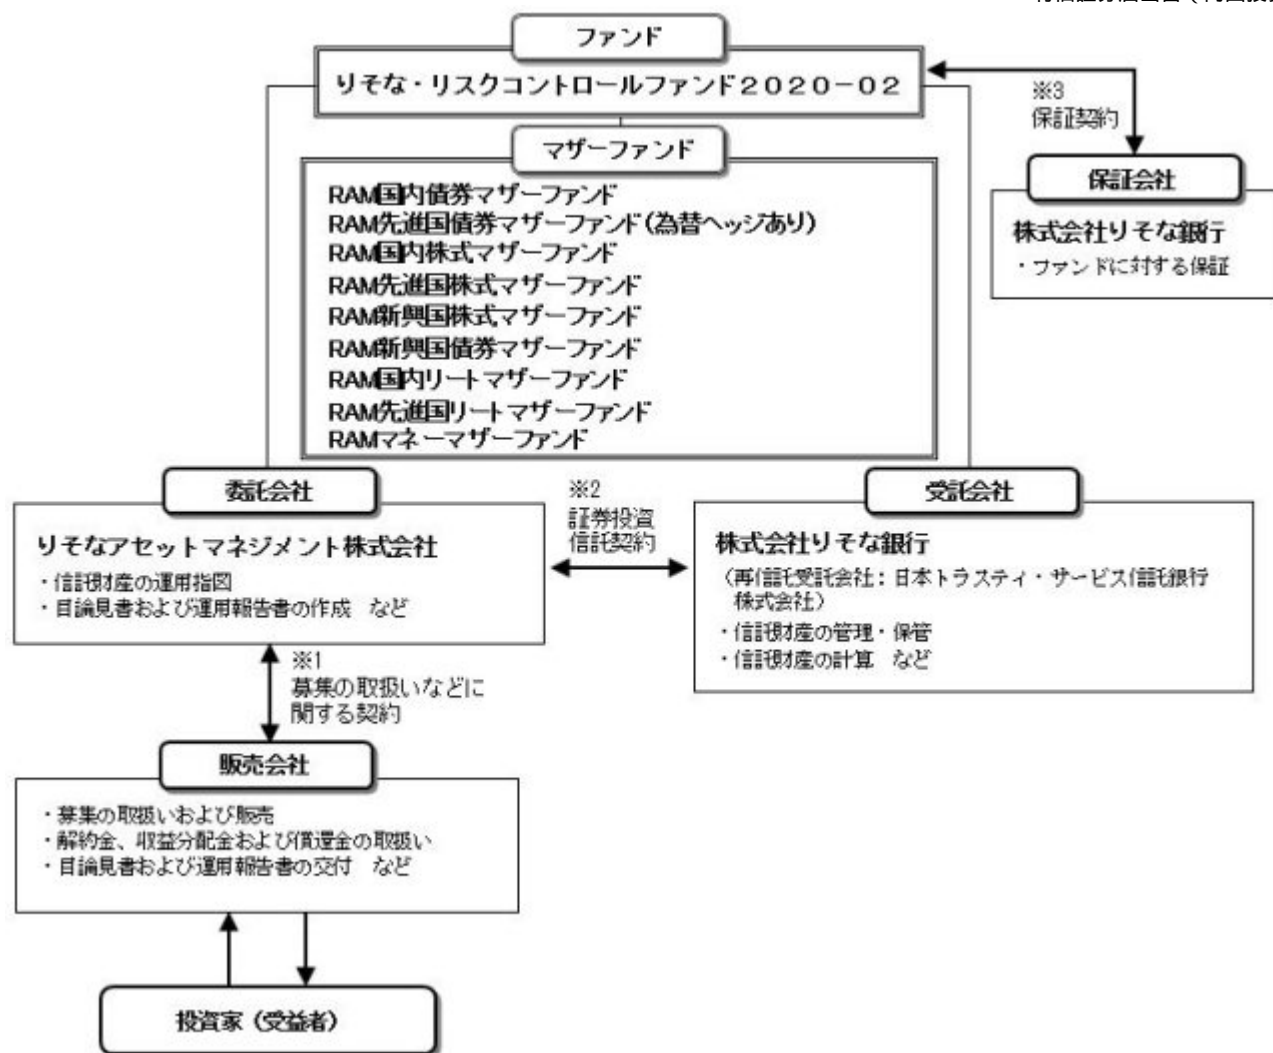 ファンド
りそな・リスクコントロールファンド2020-02
※3
保証契約
マザーファンド
保証会社
RAM国内債券マザーファンド
RAM先進国債券マザーファンド(為替ヘッジあり)
RAM国内株式マザーファンド
RAM先進国株式マザーファンド
RAM新興国株式マザーファンド
RAM新興国債券マザーファンド
RAM国内リートマザーファンド
RAM先進国リートマザーファンド
RAMマネーマザーファンド
株式会社りそな銀行
・ファンドに対する保証
委託会社
りそなアセットマネジメント株式会社
・信託財産の運用指図
・目論見書および運用報告書の作成 など
※2
証券投資
信託契約
受託会社
株式会社りそな銀行
(再信託受託会社:日本トラスティ・サービス信託銀行
株式会社)
・信託財産の管理・保管
・信託財産の計算 など
※1
募集の取扱いなどに
関する契約
販売会社
・募集の取扱いおよび販売
・解約金、収益分配金および償還金の取扱い
・目論見書および運用報告書の交付 など
投資家(受益者)